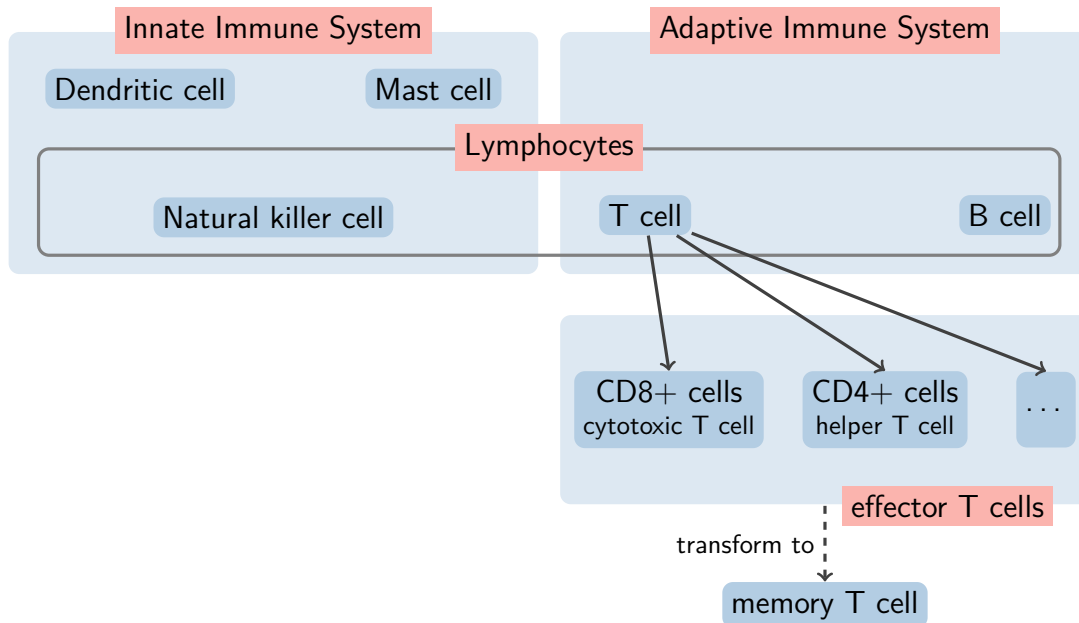 Innate Immune System
Adaptive Immune System
Dendritic cell
Mast cell
Lymphocytes
Natural killer cell
T cell
B cell
CD8+ cells
cytotoxic T cell
CD4+ cells
helper T cell
...
effector T cells
transform to
memory T cell